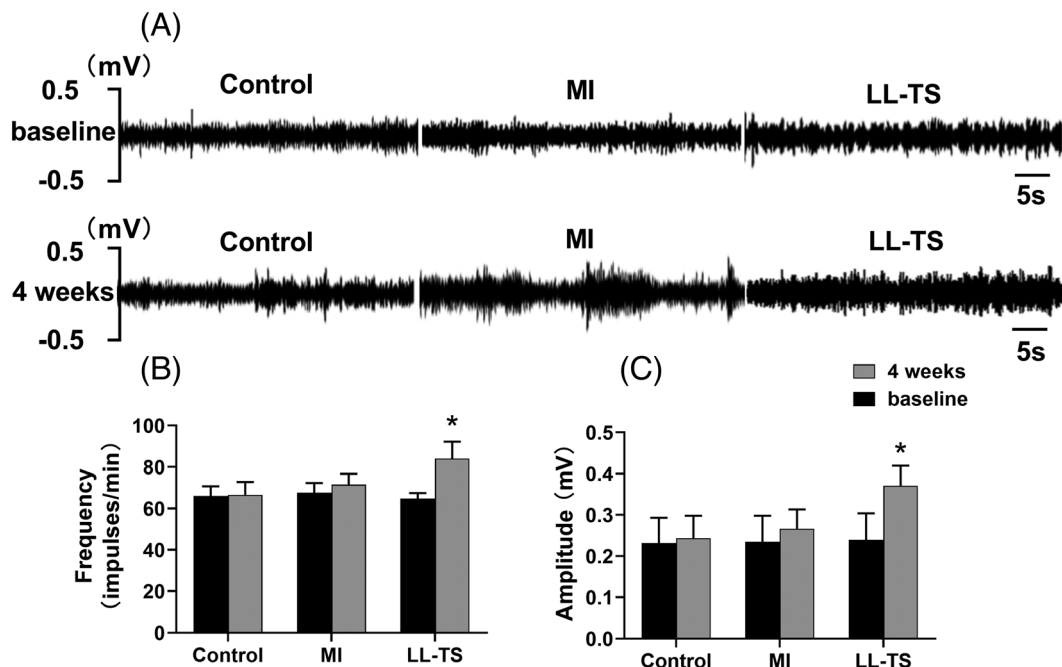 (A)
（mV）
Control MI LL-TS
0.5
baseline
-0.5
5s
（mV）
Control MI LL-TS
0.5
4 weeks
-0.5
5s
(B)
Frequency
（impulses/min）
100
80
60
40
20
0
Control MI LL-TS
*
(C)
4 weeks
baseline
Amplitude（mV）
0.5
0.4
0.3
0.2
0.1
0.0
Control MI LL-TS
*